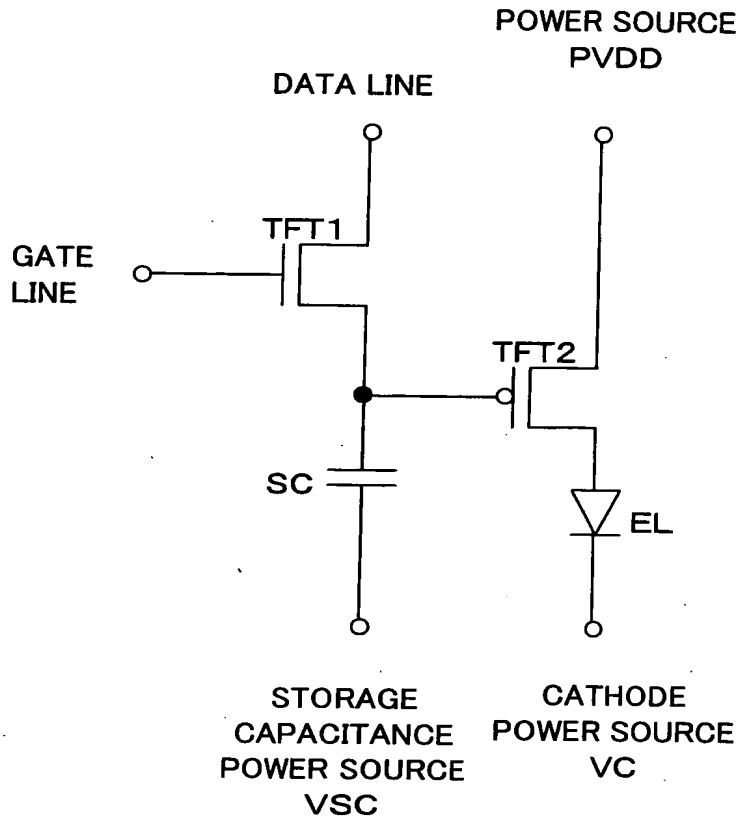 POWER SOURCE
PVDD
DATA LINE
TFT1
GATE
LINE
TFT2
SC
EL
STORAGE
CAPACITANCE
POWER SOURCE
VSC
CATHODE
POWER SOURCE
VC